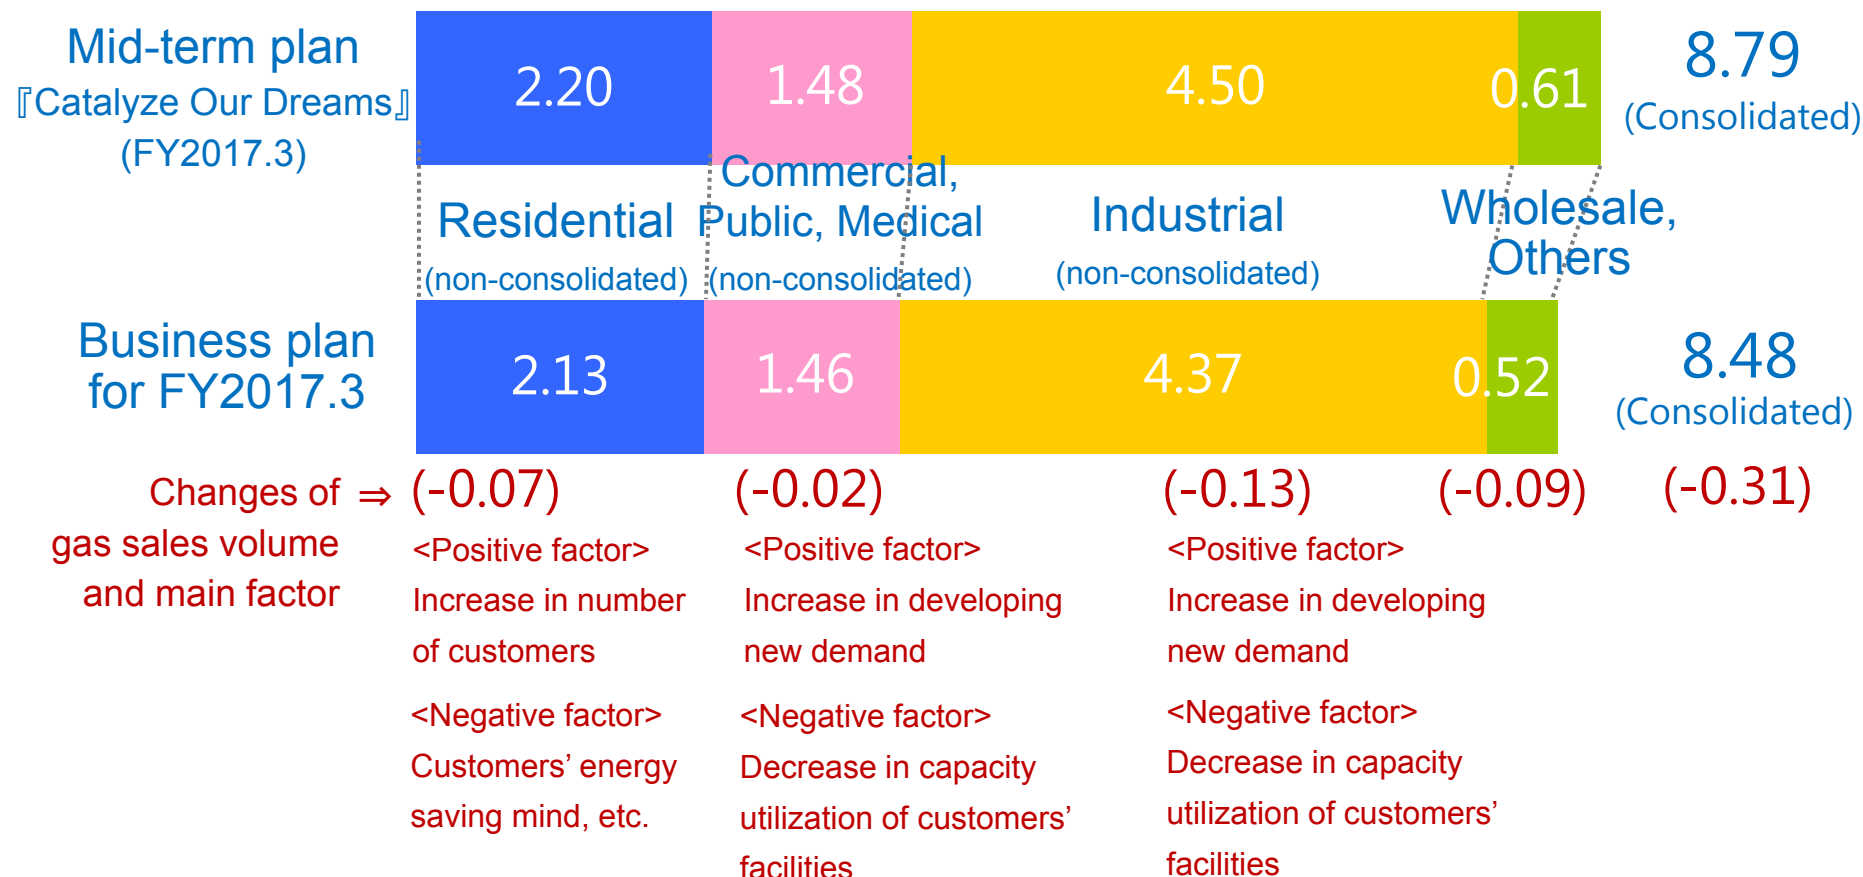 Mid-term plan
『Catalyze Our Dreams』
(FY2017.3)
2.20
1.48
4.50
0.61
8.79
(Consolidated)
Residential
(non-consolidated)
Commercial,
Public, Medical
(non-consolidated)
Industrial
(non-consolidated)
Wholesale,
Others
Business plan
for FY2017.3
2.13
1.46
4.37
0.52
8.48
(Consolidated)
Changes of ⇒
gas sales volume
and main factor
(-0.07)
(-0.02)
(-0.13)
(-0.09)
(-0.31)
<Positive factor>
Increase in number
of customers
<Negative factor>
Customers’ energy
saving mind, etc.
<Positive factor>
Increase in developing
new demand
<Negative factor>
Decrease in capacity
utilization of customers’
facilities
<Positive factor>
Increase in developing
new demand
<Negative factor>
Decrease in capacity
utilization of customers’
facilities